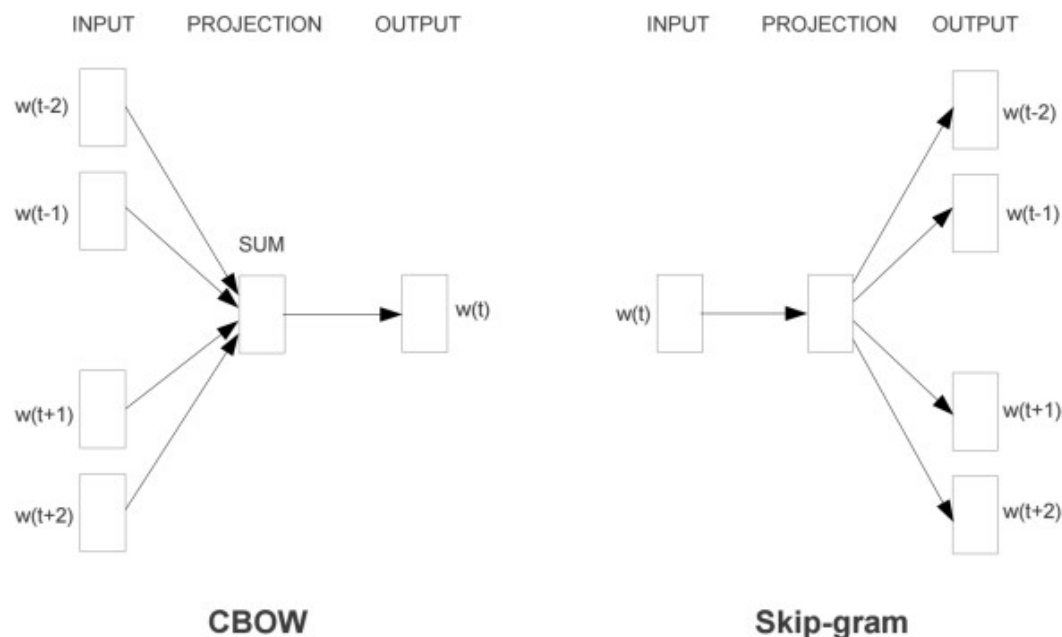 INPUT PROJECTION OUTPUT
w(t-2)
w(t-1)
SUM
w(t)
w(t+1)
w(t+2)
CBOW
INPUT PROJECTION OUTPUT
w(t-2)
w(t-1)
w(t)
w(t+1)
w(t+2)
Skip-gram